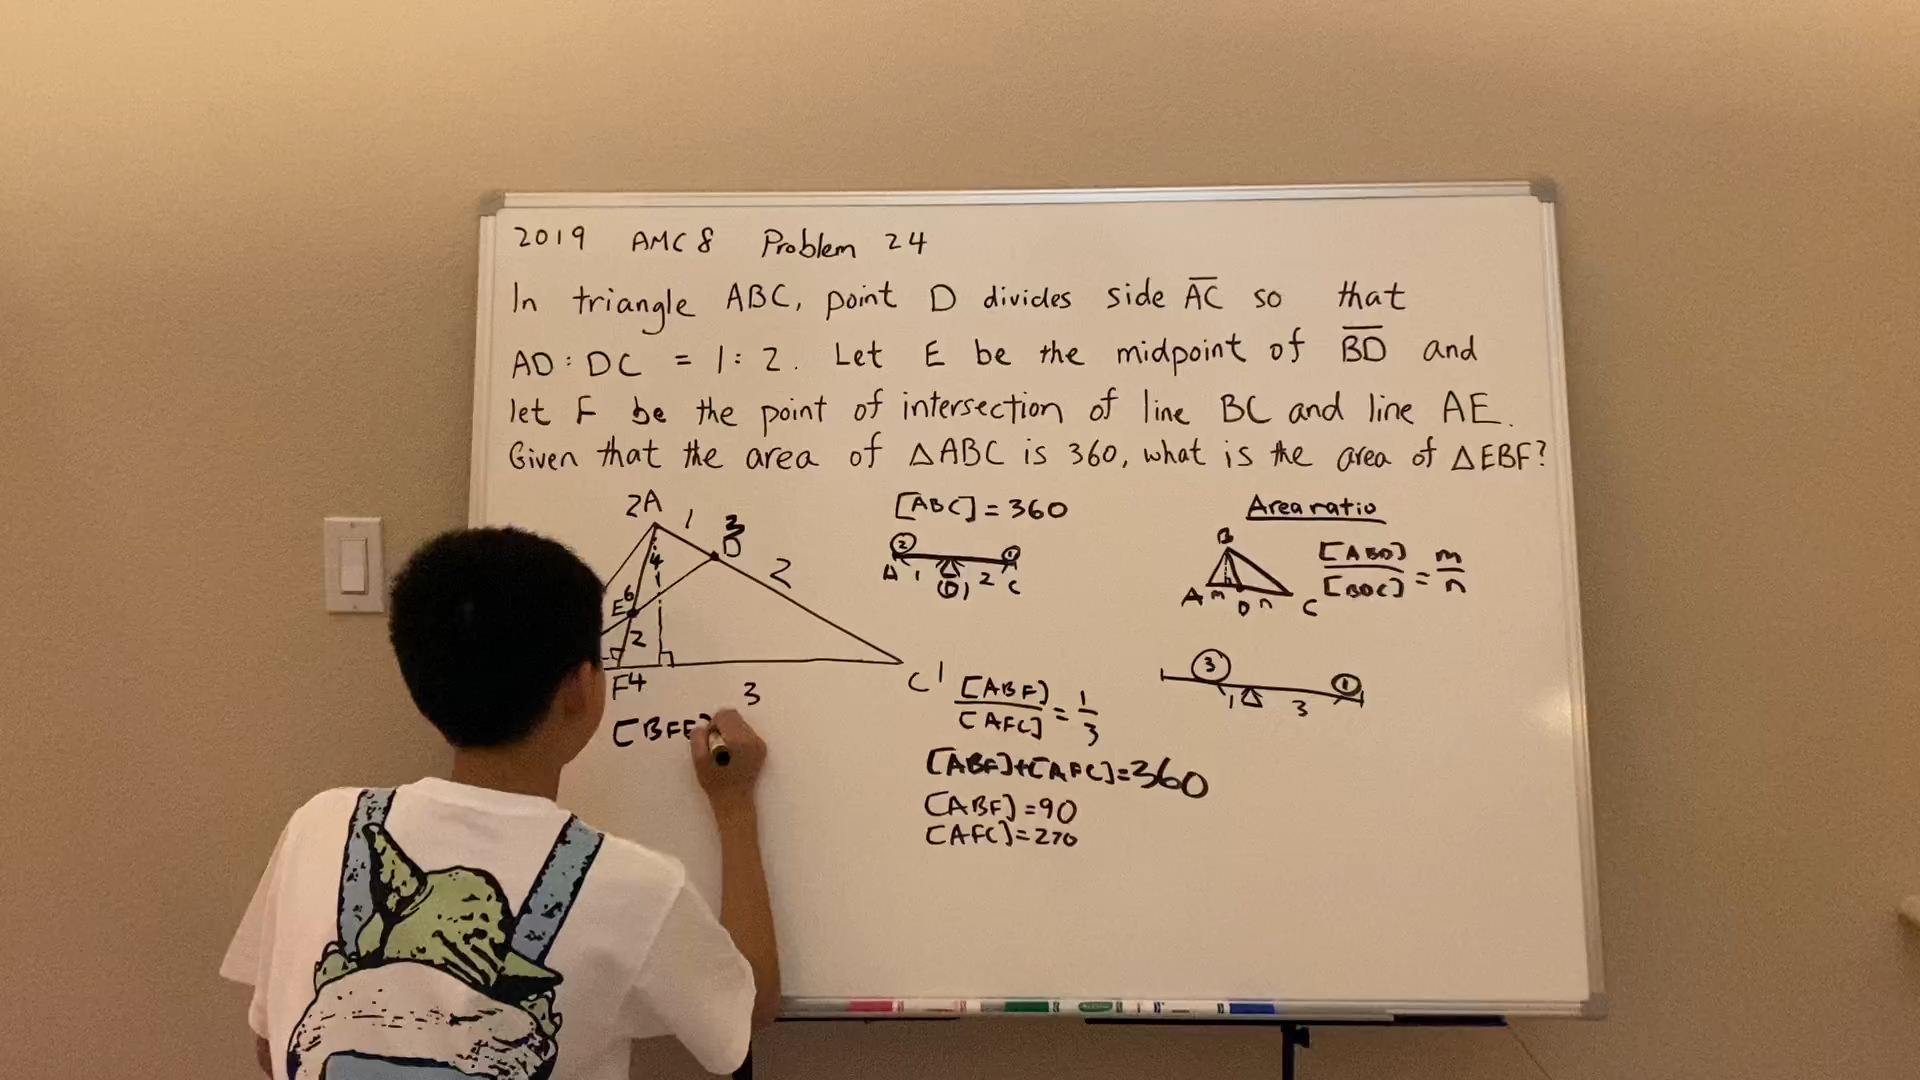 2019 AMC 8 Problem 24
In triangle ABC, point D divides side AC so that
AD : DC = 1 : 2. Let E be the midpoint of BD and
let F be the point of intersection of line BC and line AE.
Given that the area of △ABC is 360, what is the area of △EBF?
2A
1
3
D
2
4
1
E
6
2
F4
3
C 1
[BFE]
[ABC] = 360
2
1
A 1 D 1 2 C
[ABF]/[AFC] = 1/3
[ABF]+[AFC]=360
[ABF]=90
[AFC]=270
Area ratio
B
A m D n C
[ABD]/[BDC] = m/n
3
1
1 3